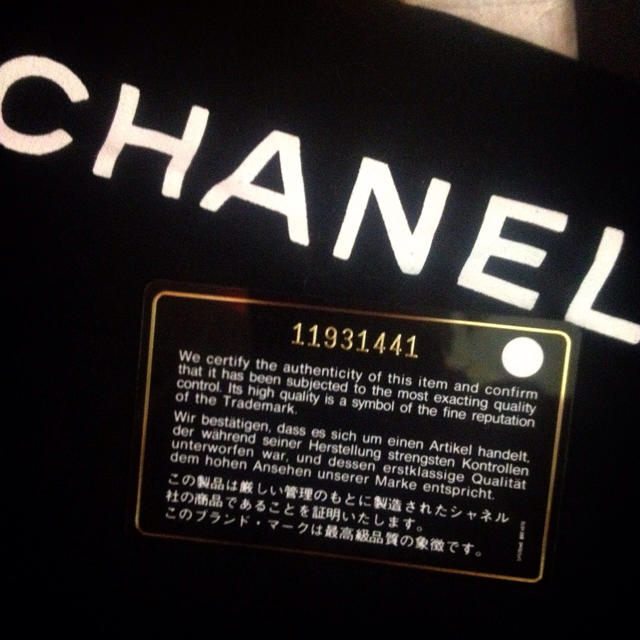 CHANEL
11931441
We certify the authenticity of this item and confirm
that it has been subjected to the most exacting quality
control. Its high quality is a symbol of the fine reputation
of the Trademark.
Wir bestätigen, dass es sich um einen Artikel handelt,
der während seiner Herstellung strengsten Kontrollen
unterworfen war, und dessen erstklassige Qualität
dem hohen Ansehen unserer Marke entspricht.
この製品は厳しい管理のもとに製造されたシャネル
社の商品であることを証明いたします。
このブランド・マークは最高級品質の象徴です。